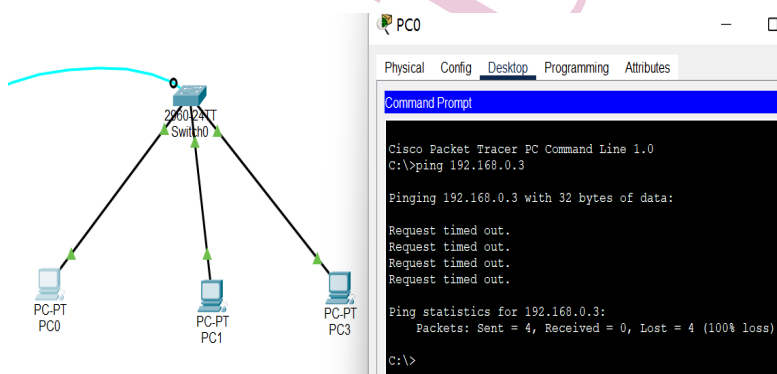 2960-24TT
Switch0
PC-PT
PC0
PC-PT
PC1
PC-PT
PC3
PC0
Physical Config Desktop Programming Attributes
Command Prompt
Cisco Packet Tracer PC Command Line 1.0
C:\>ping 192.168.0.3
Pinging 192.168.0.3 with 32 bytes of data:
Request timed out.
Request timed out.
Request timed out.
Request timed out.
Ping statistics for 192.168.0.3:
Packets: Sent = 4, Received = 0, Lost = 4 (100% loss)
C:\>